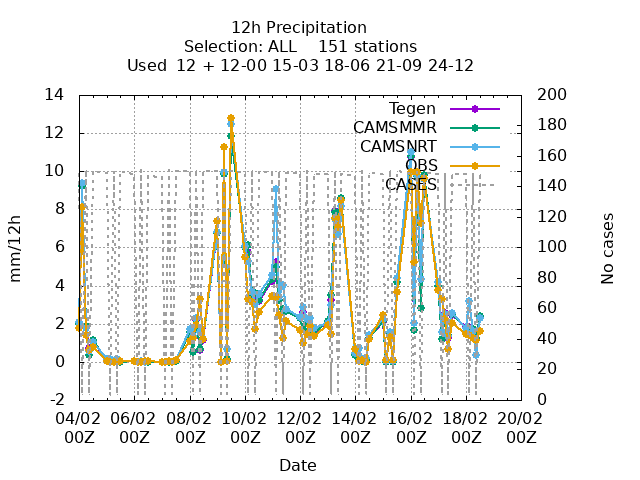 12h Precipitation
Selection: ALL    151 stations
Used  12 + 12-00 15-03 18-06 21-09 24-12
14 200
12 180
10 160
8 140
6 120
4 100
2 80
0 60
-2 40
20
0
mm/12h
No cases
Tegen
CAMSMMR
CAMSNRT
OBS
CASES
04/02 06/02 08/02 10/02 12/02 14/02 16/02 18/02 20/02
00Z 00Z 00Z 00Z 00Z 00Z 00Z 00Z 00Z
Date